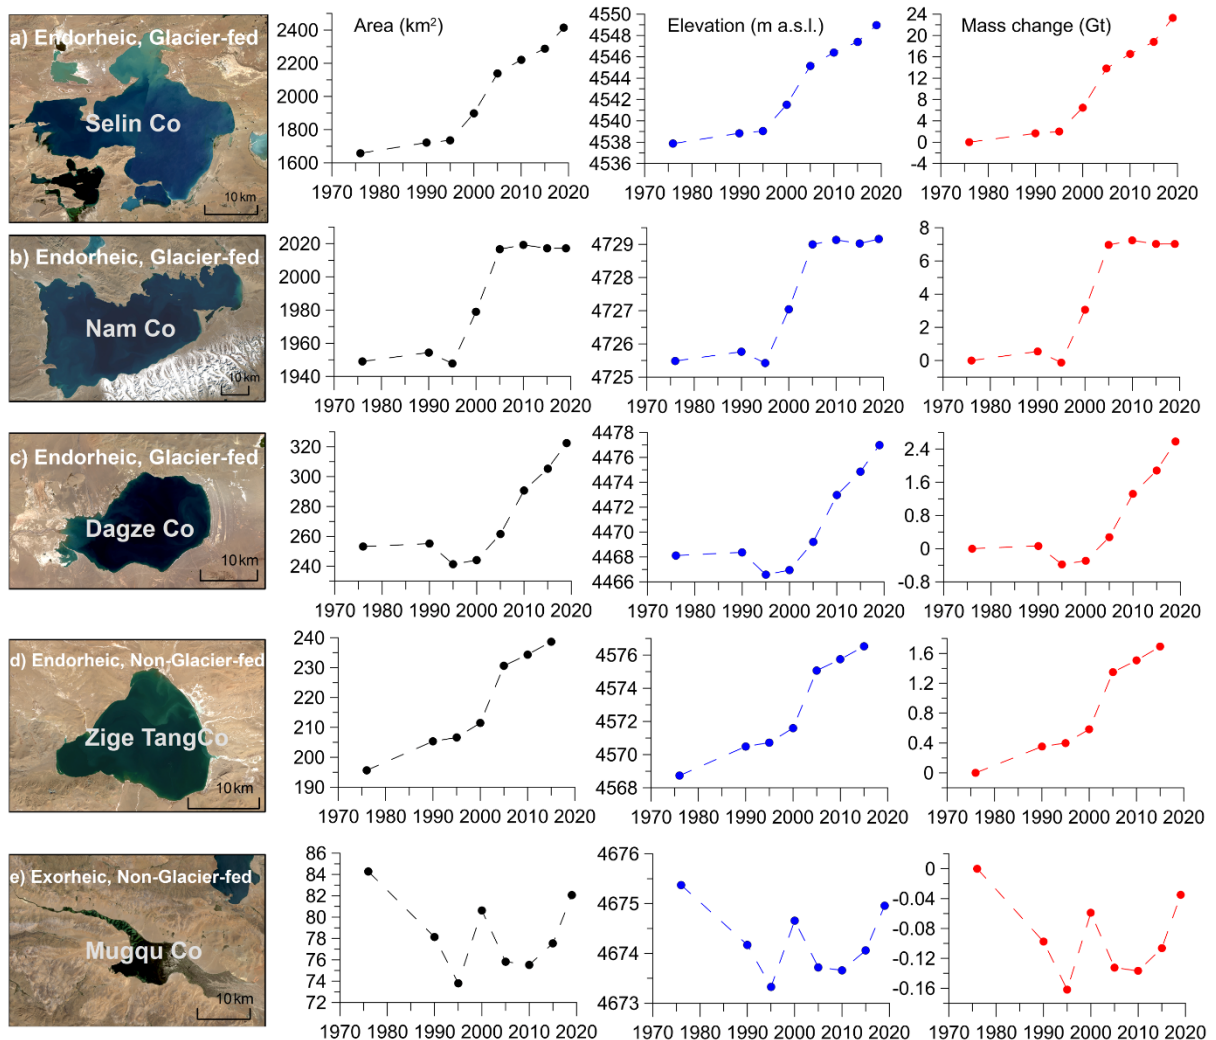 a) Endorheic, Glacier-fed
Selin Co
10 km
Area (km²)
2400
2200
2000
1800
1600
1970 1980 1990 2000 2010 2020
Elevation (m a.s.l.)
4550
4548
4546
4544
4542
4540
4538
4536
1970 1980 1990 2000 2010 2020
Mass change (Gt)
24
20
16
12
8
4
0
-4
1970 1980 1990 2000 2010 2020
b) Endorheic, Glacier-fed
Nam Co
10 km
2020
2000
1980
1960
1940
1970 1980 1990 2000 2010 2020
4729
4728
4727
4726
4725
1970 1980 1990 2000 2010 2020
8
6
4
2
0
1970 1980 1990 2000 2010 2020
c) Endorheic, Glacier-fed
Dagze Co
10 km
320
300
280
260
240
1970 1980 1990 2000 2010 2020
4478
4476
4474
4472
4470
4468
4466
1970 1980 1990 2000 2010 2020
2.4
1.6
0.8
0
-0.8
1970 1980 1990 2000 2010 2020
d) Endorheic, Non-Glacier-fed
Zige TangCo
10 km
240
230
220
210
200
190
1970 1980 1990 2000 2010 2020
4576
4574
4572
4570
4568
1970 1980 1990 2000 2010 2020
1.6
1.2
0.8
0.4
0
1970 1980 1990 2000 2010 2020
e) Exorheic, Non-Glacier-fed
Mugqu Co
10 km
86
84
82
80
78
76
74
72
1970 1980 1990 2000 2010 2020
4676
4675
4674
4673
1970 1980 1990 2000 2010 2020
0
-0.04
-0.08
-0.12
-0.16
1970 1980 1990 2000 2010 2020